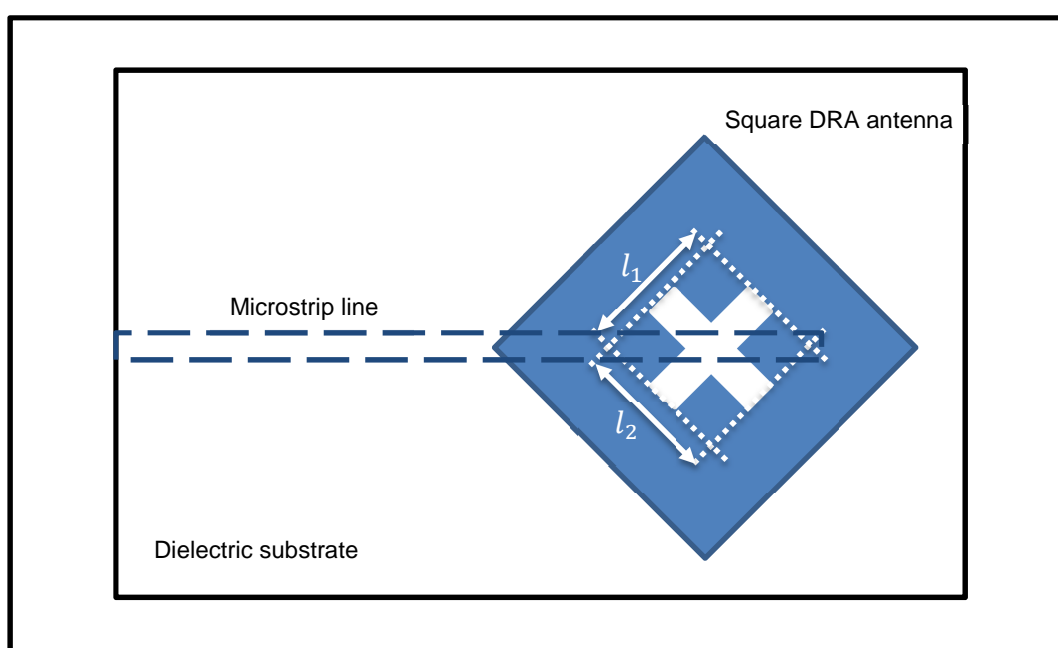 Square DRA antenna
l₁
Microstrip line
l₂
Dielectric substrate